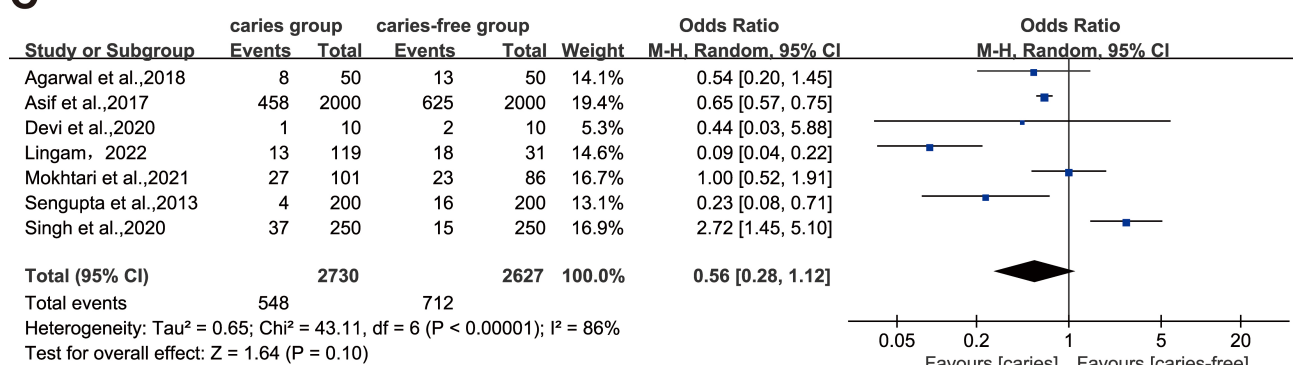 caries group caries-free group Odds Ratio Odds Ratio
Study or Subgroup Events Total Events Total Weight M-H, Random, 95% CI M-H, Random, 95% CI
Agarwal et al.,2018 8 50 13 50 14.1% 0.54 [0.20, 1.45]
Asif et al.,2017 458 2000 625 2000 19.4% 0.65 [0.57, 0.75]
Devi et al.,2020 1 10 2 10 5.3% 0.44 [0.03, 5.88]
Lingam，2022 13 119 18 31 14.6% 0.09 [0.04, 0.22]
Mokhtari et al.,2021 27 101 23 86 16.7% 1.00 [0.52, 1.91]
Sengupta et al.,2013 4 200 16 200 13.1% 0.23 [0.08, 0.71]
Singh et al.,2020 37 250 15 250 16.9% 2.72 [1.45, 5.10]
Total (95% CI) 2730 2627 100.0% 0.56 [0.28, 1.12]
Total events 548 712
Heterogeneity: Tau² = 0.65; Chi² = 43.11, df = 6 (P < 0.00001); I² = 86%
Test for overall effect: Z = 1.64 (P = 0.10)
0.05 0.2 1 5 20
Favours [caries] Favours [caries-free]